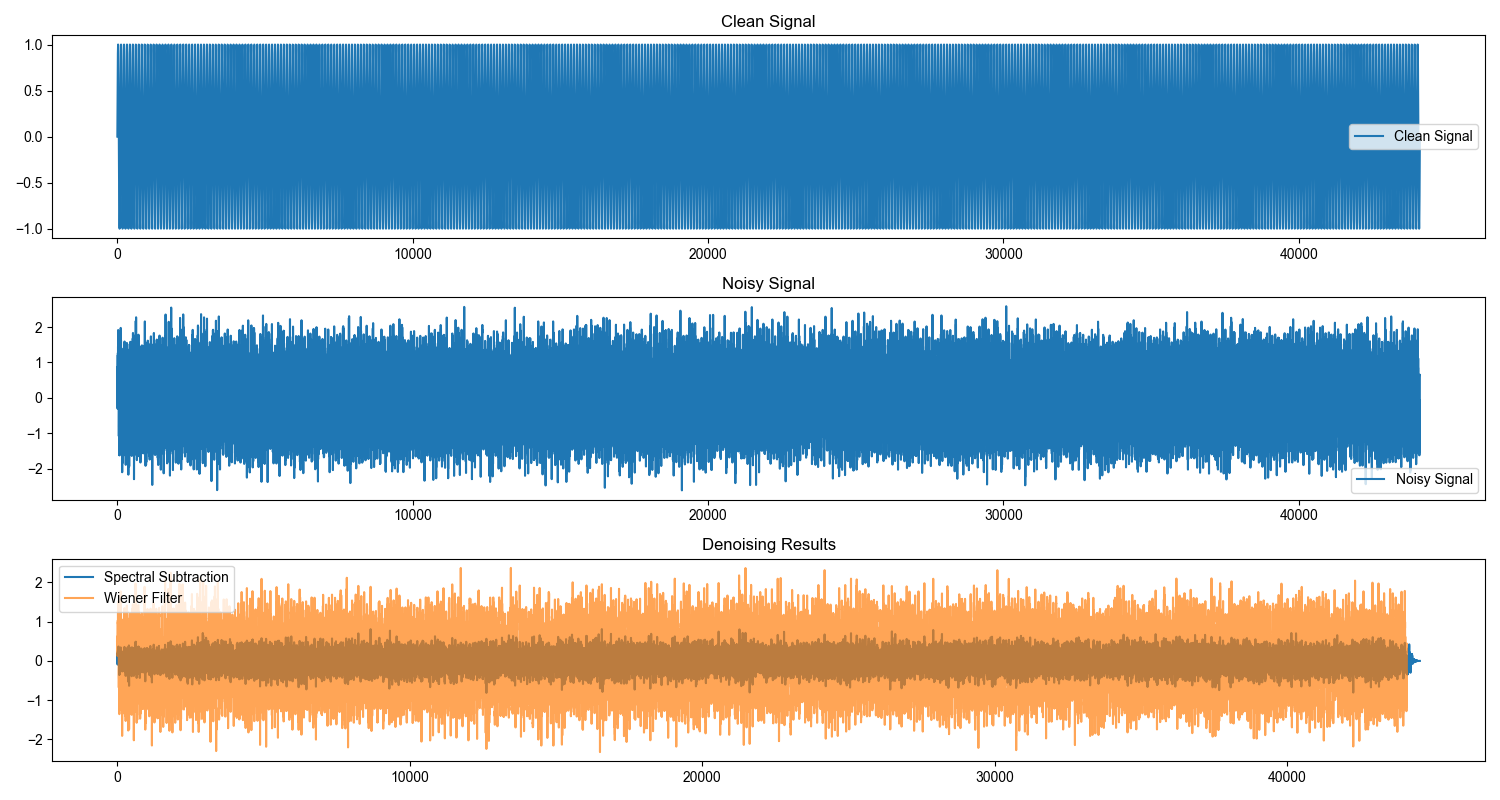 Clean Signal
1.0
0.5
0.0
−0.5
−1.0
Clean Signal
0 10000 20000 30000 40000
Noisy Signal
2
1
0
−1
−2
Noisy Signal
0 10000 20000 30000 40000
Denoising Results
Spectral Subtraction
Wiener Filter
2
1
0
−1
−2
0 10000 20000 30000 40000